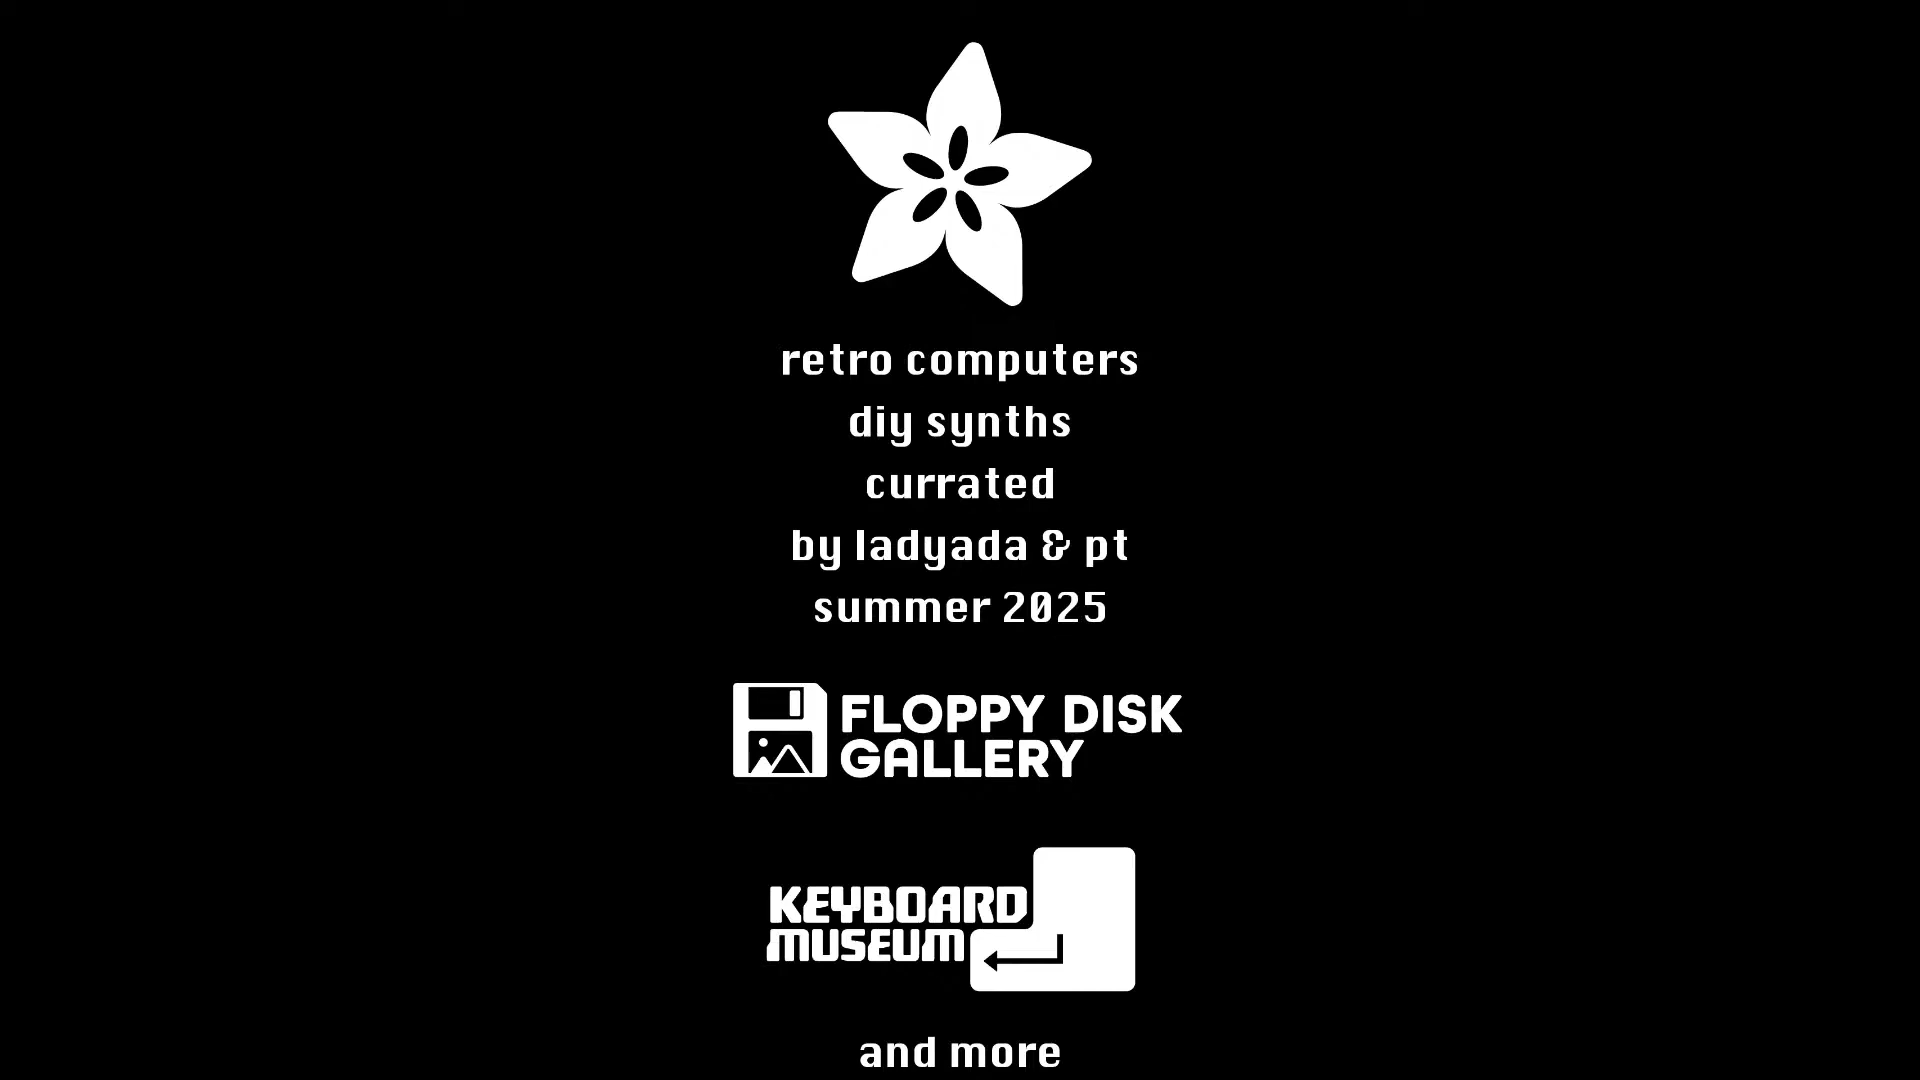 retro computers
diy synths
currated
by ladyada & pt
summer 2025
FLOPPY DISK
GALLERY
KEYBOARD
MUSEUM
and more